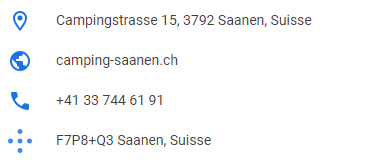 Campingstrasse 15, 3792 Saanen, Suisse
camping-saanen.ch
+41 33 744 61 91
F7P8+Q3 Saanen, Suisse